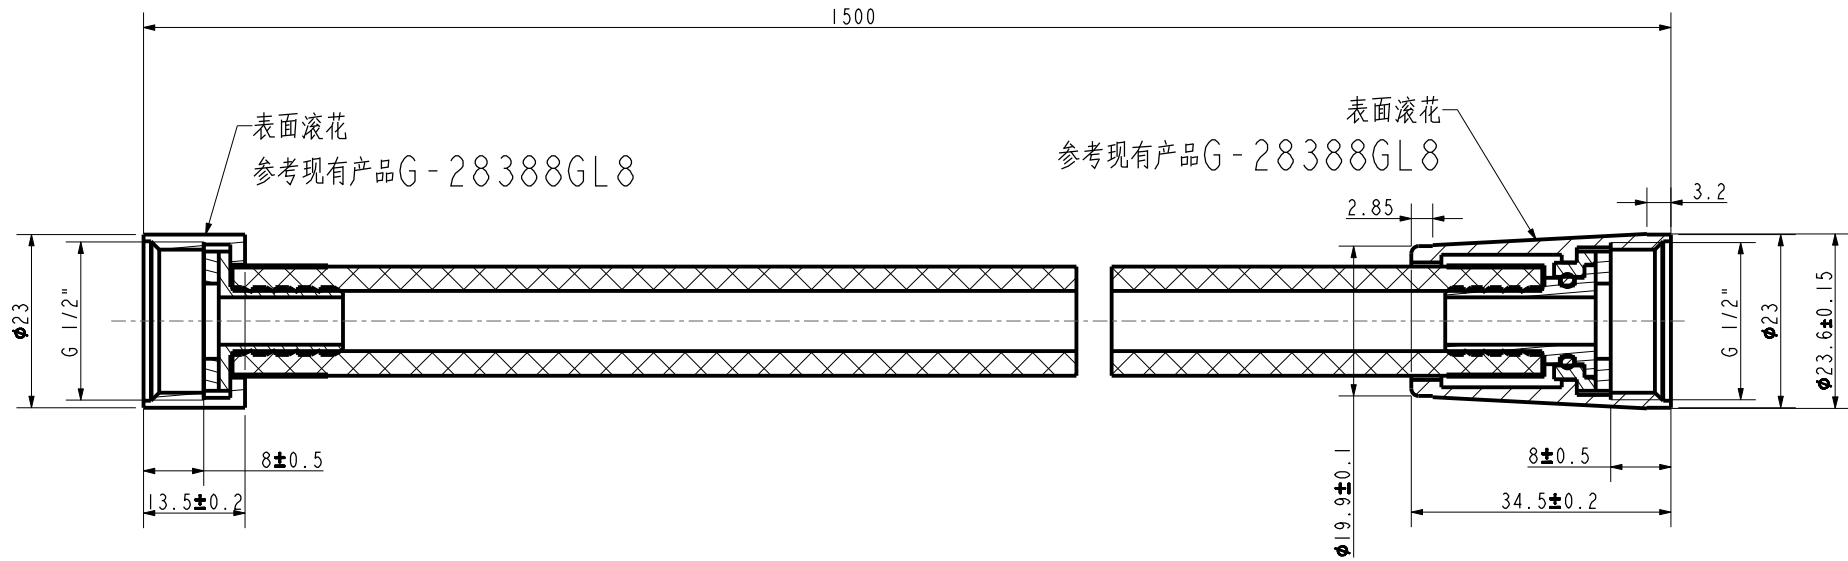 1500
表面滚花
参考现有产品G-28388GL8
表面滚花
参考现有产品G-28388GL8
3.2
2.85
ϕ23
G 1/2"
G 1/2"
ϕ23
ϕ23.6±0.15
8±0.5
13.5±0.2
ϕ19.9±0.1
8±0.5
34.5±0.2